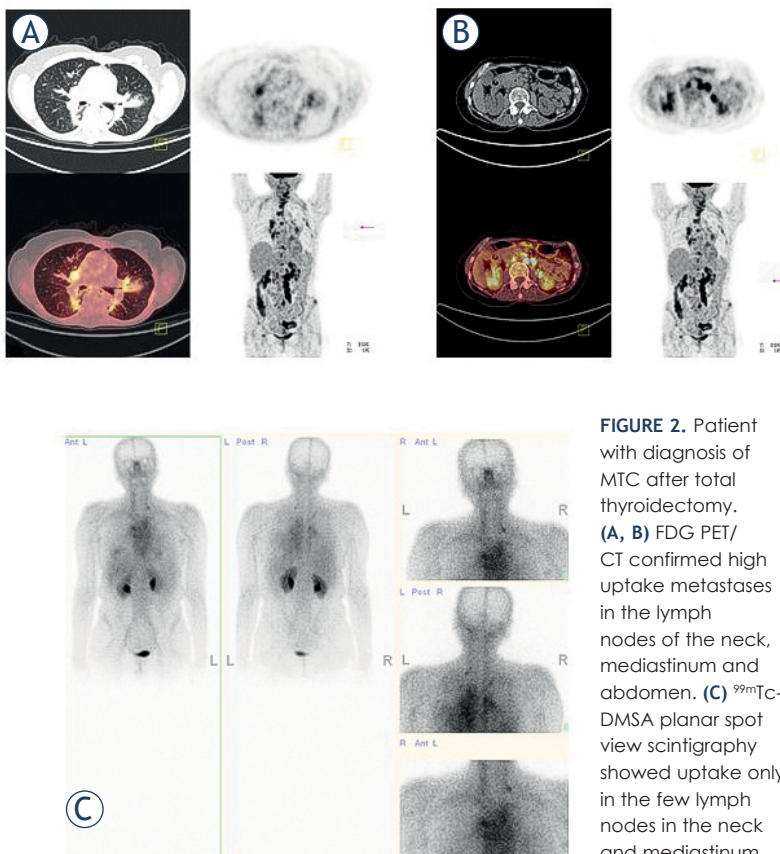 A
B
Ant L
L Post R
R Ant L
L
R
L Post R
L
R
L
L
R
R Ant L
C
FIGURE 2. Patient
with diagnosis of
MTC after total
thyroidectomy.
(A, B) FDG PET/
CT confirmed high
uptake metastases
in the lymph
nodes of the neck,
mediastinum and
abdomen. (C) 99mTc-
DMSA planar spot
view scintigraphy
showed uptake only
in the few lymph
nodes in the neck
and mediastinum